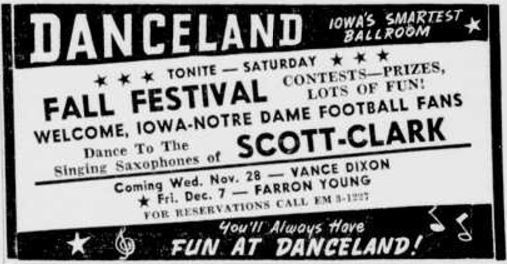 DANCELAND
IOWA'S SMARTEST
BALLROOM
TONITE — SATURDAY
FALL FESTIVAL
CONTESTS—PRIZES,
LOTS OF FUN!
WELCOME, IOWA-NOTRE DAME FOOTBALL FANS
Dance To The
Singing Saxophones of
SCOTT-CLARK
Coming Wed. Nov. 28 — VANCE DIXON
★ Fri. Dec. 7 — FARRON YOUNG
FOR RESERVATIONS CALL EM 3-1227
You'll Always Have
FUN AT DANCELAND!